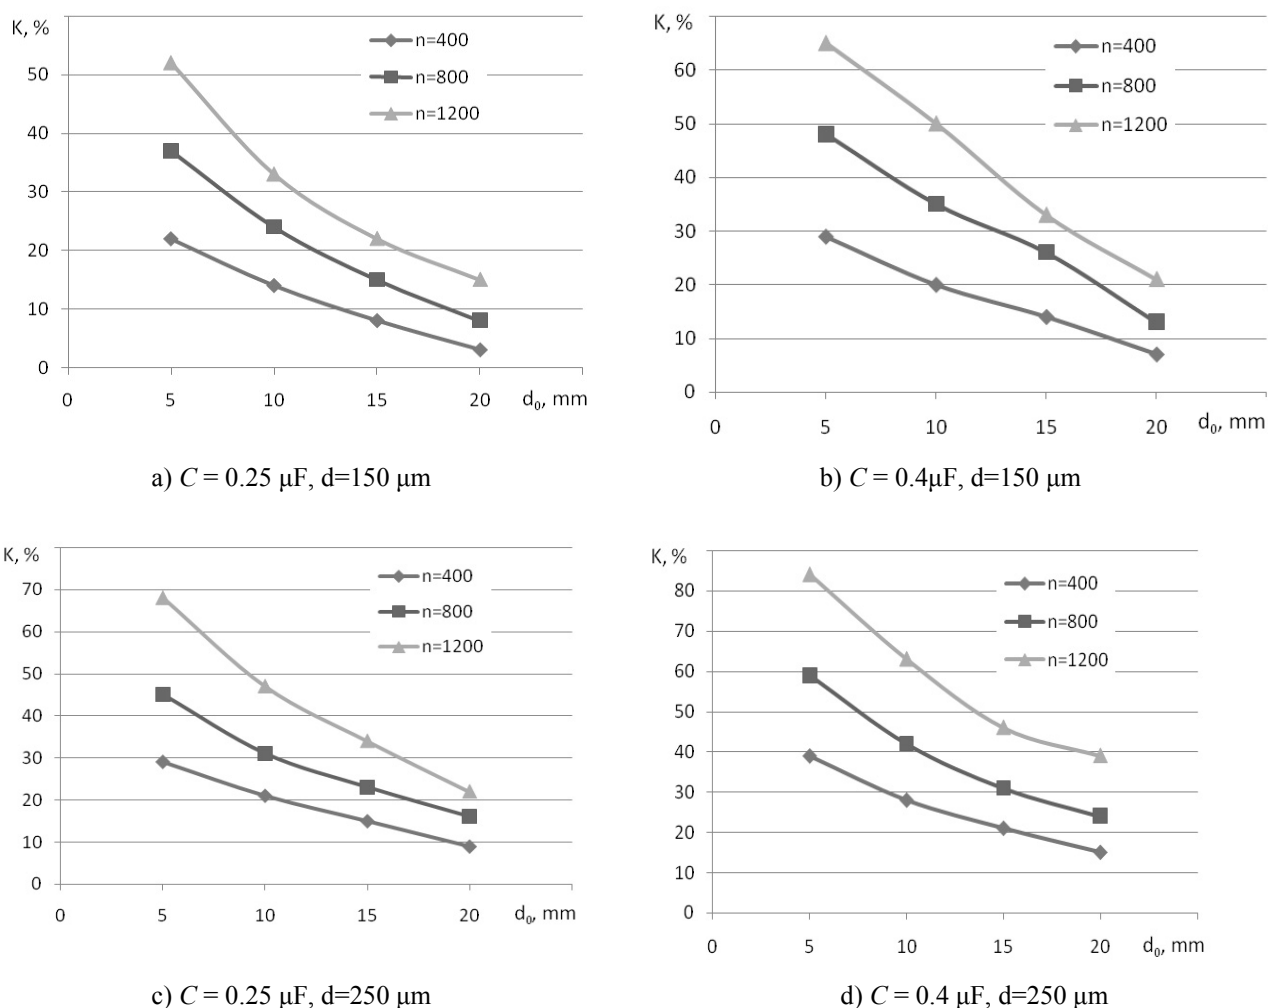 K, %
n=400
n=800
n=1200
50
40
30
20
10
0
0 5 10 15 20 d₀, mm
a) C = 0.25 μF, d=150 μm
K, %
n=400
n=800
n=1200
60
50
40
30
20
10
0
0 5 10 15 20 d₀, mm
b) C = 0.4μF, d=150 μm
K, %
n=400
n=800
n=1200
70
60
50
40
30
20
10
0
0 5 10 15 20 d₀, mm
c) C = 0.25 μF, d=250 μm
K, %
n=400
n=800
n=1200
80
70
60
50
40
30
20
10
0
0 5 10 15 20 d₀, mm
d) C = 0.4 μF, d=250 μm